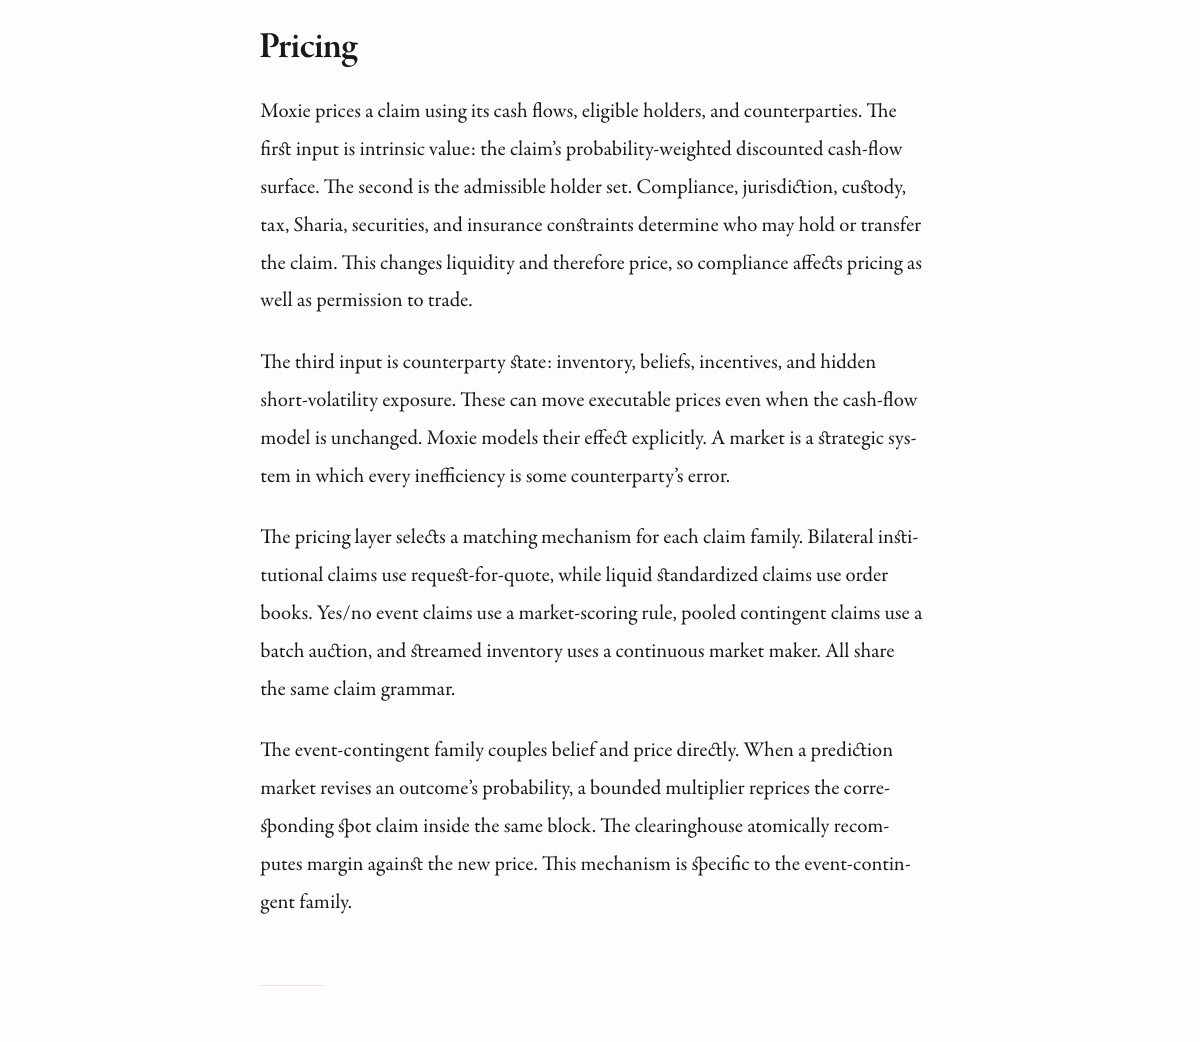 Pricing
Moxie prices a claim using its cash flows, eligible holders, and counterparties. The
first input is intrinsic value: the claim’s probability-weighted discounted cash-flow
surface. The second is the admissible holder set. Compliance, jurisdiction, custody,
tax, Sharia, securities, and insurance constraints determine who may hold or transfer
the claim. This changes liquidity and therefore price, so compliance affects pricing as
well as permission to trade.
The third input is counterparty state: inventory, beliefs, incentives, and hidden
short-volatility exposure. These can move executable prices even when the cash-flow
model is unchanged. Moxie models their effect explicitly. A market is a strategic sys-
tem in which every inefficiency is some counterparty’s error.
The pricing layer selects a matching mechanism for each claim family. Bilateral insti-
tutional claims use request-for-quote, while liquid standardized claims use order
books. Yes/no event claims use a market-scoring rule, pooled contingent claims use a
batch auction, and streamed inventory uses a continuous market maker. All share
the same claim grammar.
The event-contingent family couples belief and price directly. When a prediction
market revises an outcome’s probability, a bounded multiplier reprices the corre-
sponding spot claim inside the same block. The clearinghouse atomically recom-
putes margin against the new price. This mechanism is specific to the event-contin-
gent family.